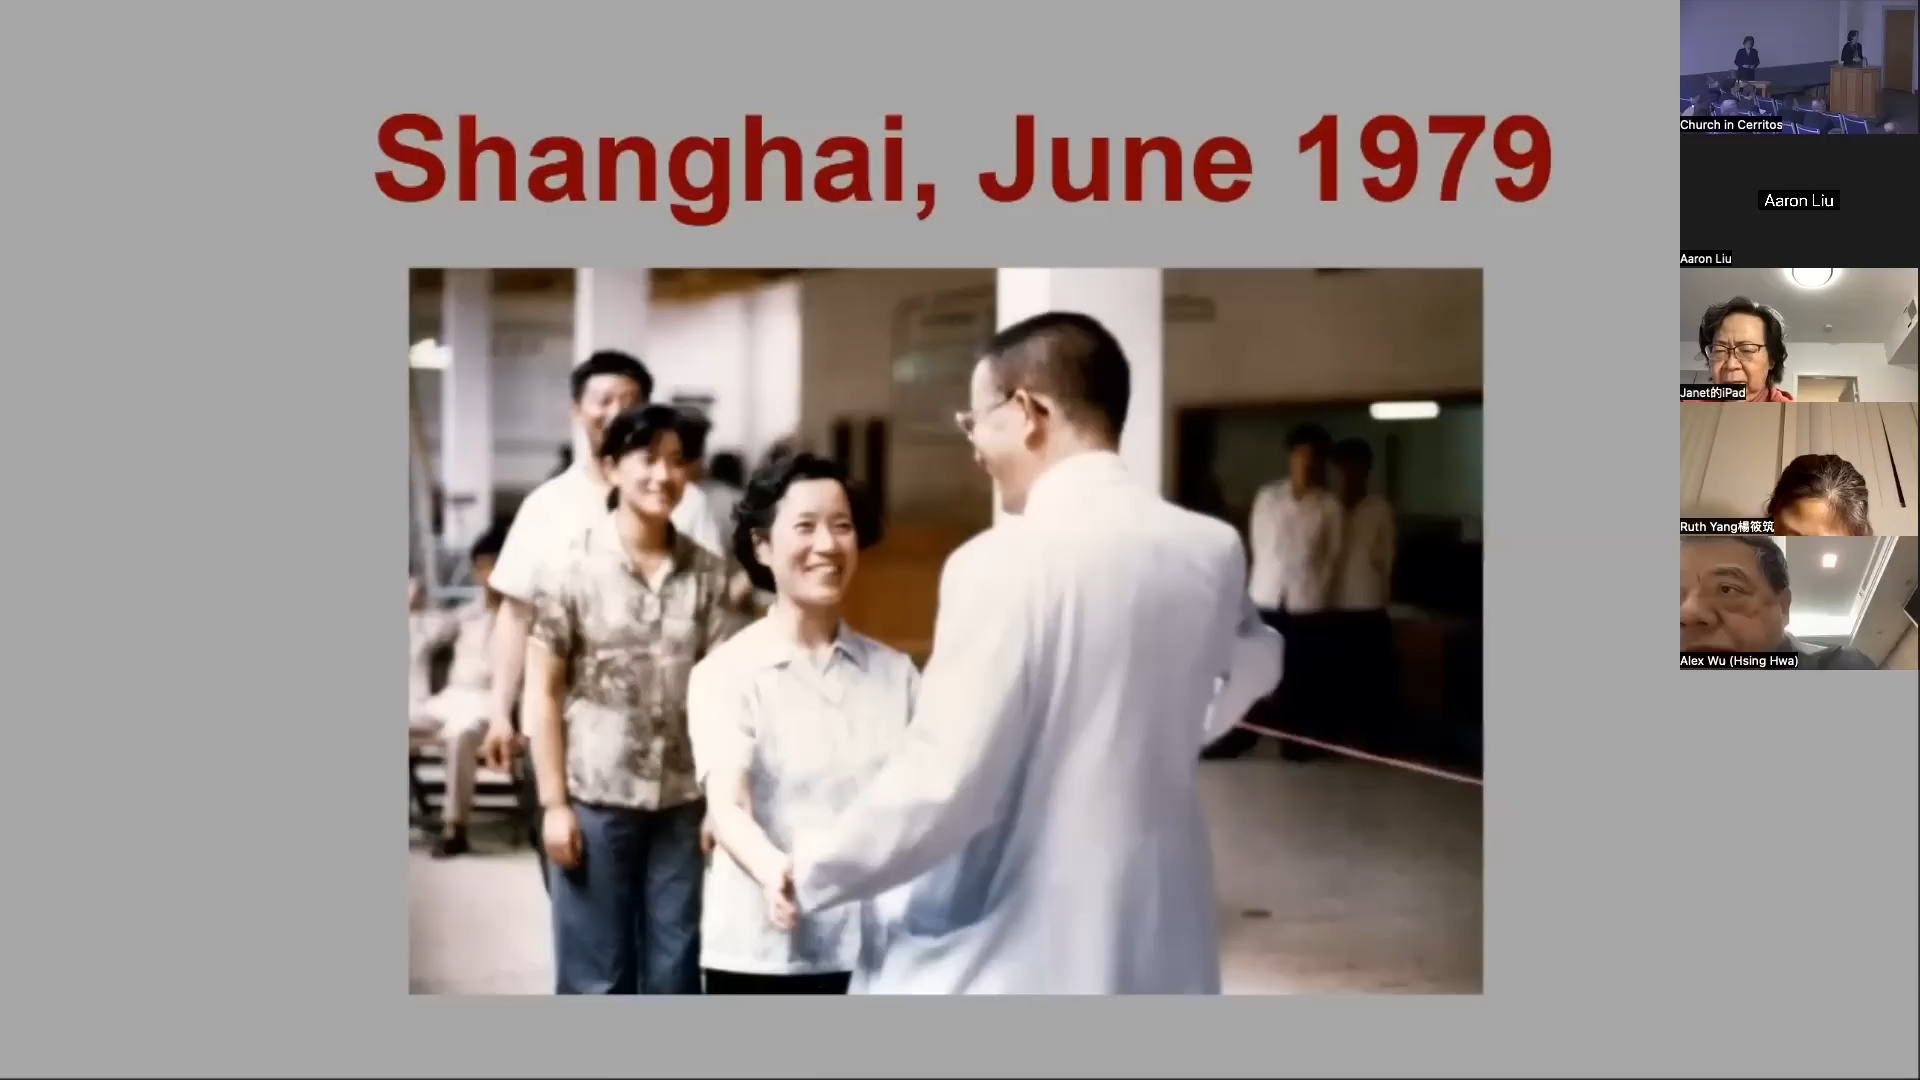 Shanghai, June 1979
Church in Cerritos
Aaron Liu
Aaron Liu
Janet的iPad
Ruth Yang楊筱筑
Alex Wu (Hsing Hwa)